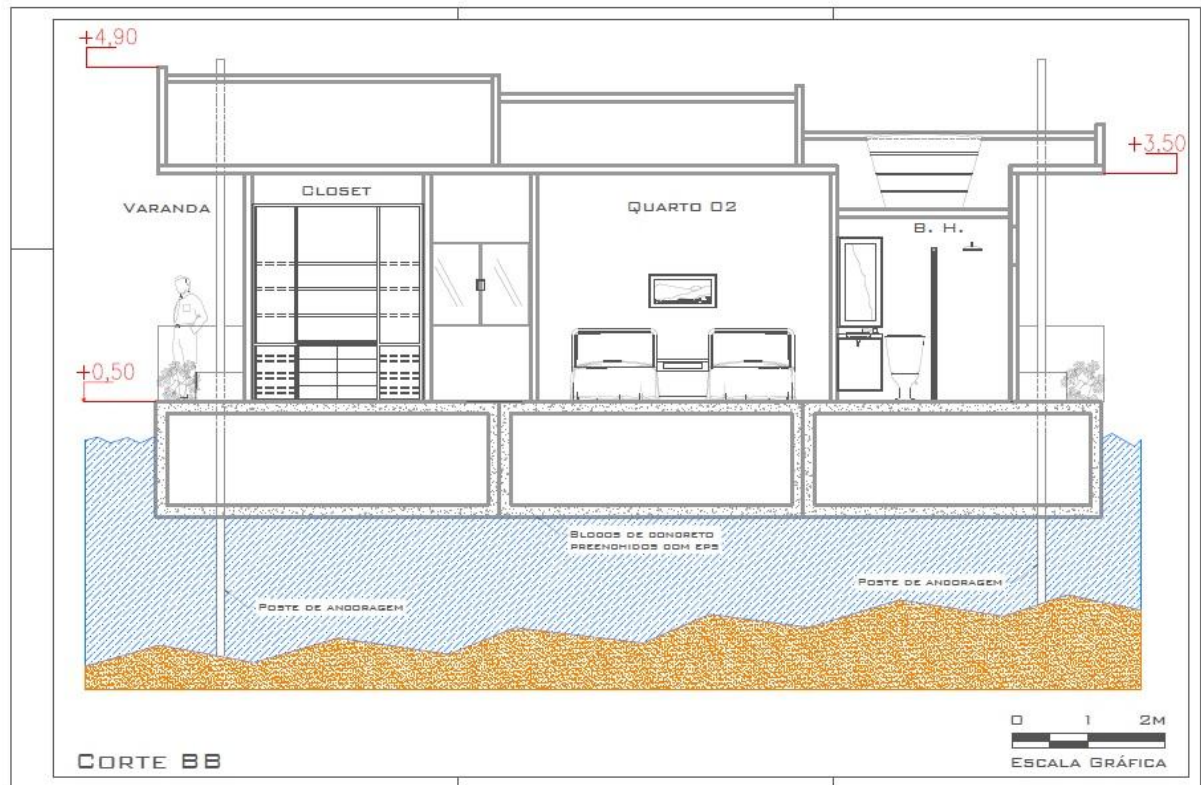 +4,90
+3,50
CLOSET
VARANDA
QUARTO 02
B. H.
+0,50
BLOCOS DE CONCRETO
PREENCHIDOS COM EPS
POSTE DE ANCORAGEM
POSTE DE ANCORAGEM
0 1 2M
ESCALA GRÁFICA
CORTE BB